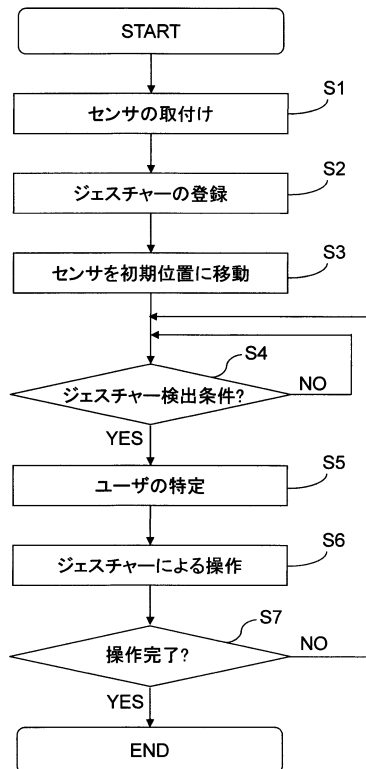 START
センサの取付け
S1
ジェスチャーの登録
S2
センサを初期位置に移動
S3
ジェスチャー検出条件?
S4
NO
YES
ユーザの特定
S5
ジェスチャーによる操作
S6
操作完了?
S7
NO
YES
END